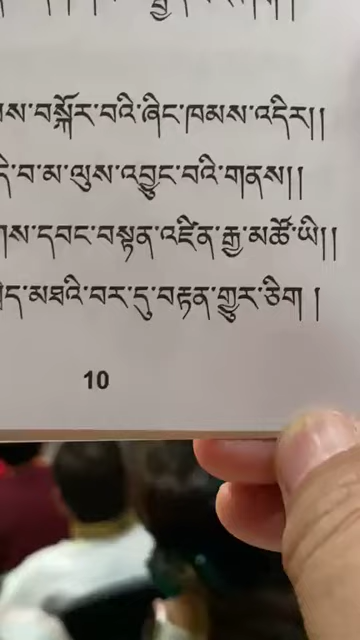 བསྐོར་བའི་ཞིང་ཁམས་འདིར།།
བ་མ་ལུས་འབྱུང་བའི་གནས།།
དབང་བསྟན་འཛིན་རྒྱ་མཚོ་ཡི།།
མཐའི་བར་དུ་བརྟན་གྱུར་ཅིག །
10